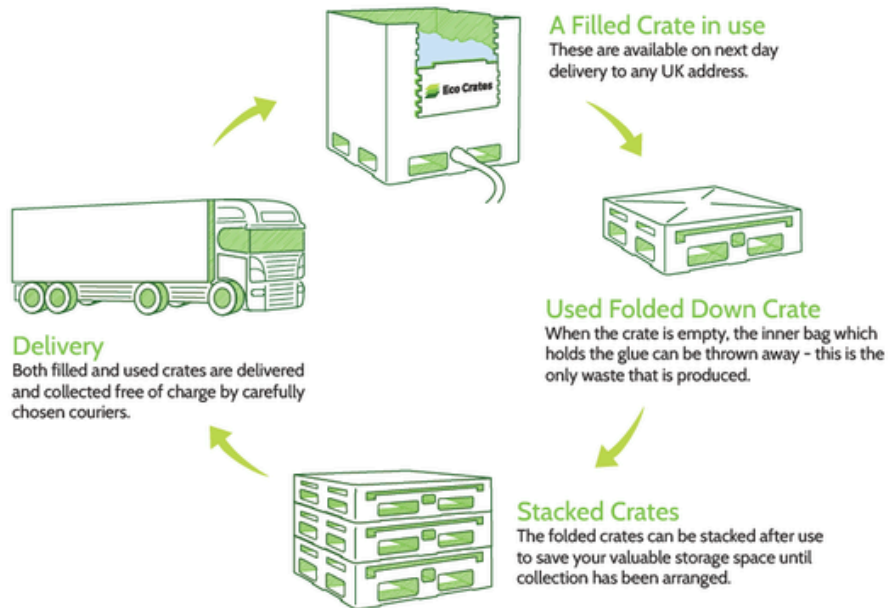 A Filled Crate in use
These are available on next day
delivery to any UK address.
Eco Crates
Used Folded Down Crate
When the crate is empty, the inner bag which
holds the glue can be thrown away - this is the
only waste that is produced.
Stacked Crates
The folded crates can be stacked after use
to save your valuable storage space until
collection has been arranged.
Delivery
Both filled and used crates are delivered
and collected free of charge by carefully
chosen couriers.